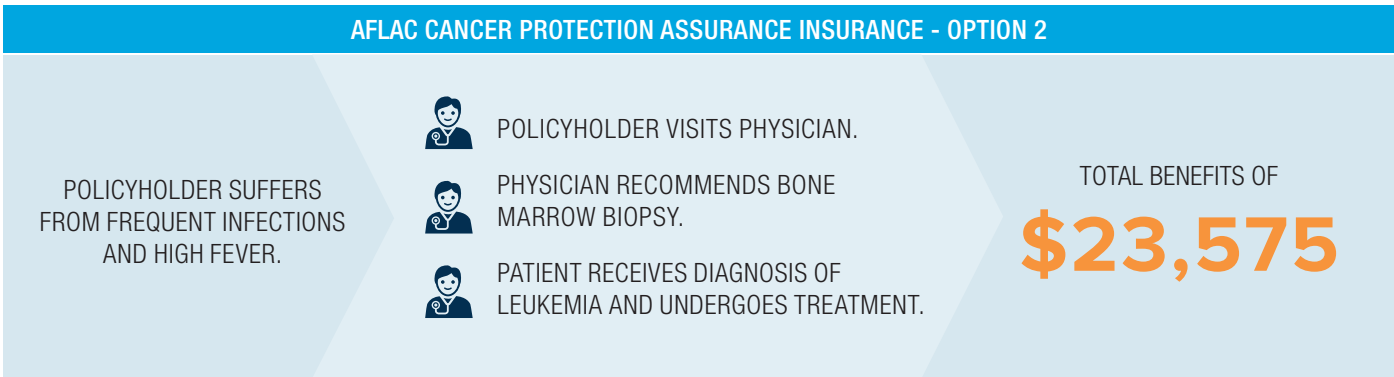 AFLAC CANCER PROTECTION ASSURANCE INSURANCE - OPTION 2
POLICYHOLDER SUFFERS
FROM FREQUENT INFECTIONS
AND HIGH FEVER.
POLICYHOLDER VISITS PHYSICIAN.
PHYSICIAN RECOMMENDS BONE
MARROW BIOPSY.
PATIENT RECEIVES DIAGNOSIS OF
LEUKEMIA AND UNDERGOES TREATMENT.
TOTAL BENEFITS OF
$23,575